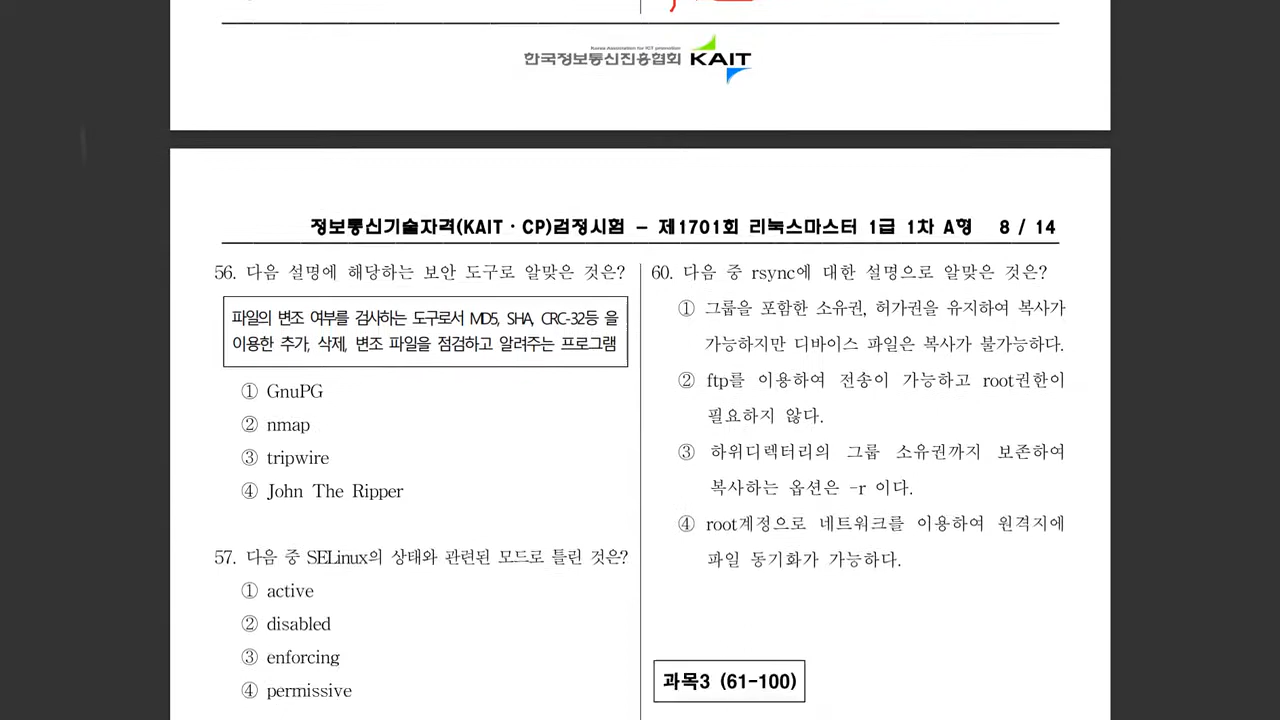 Korea Association for ICT promotion
한국정보통신진흥협회 KAIT
정보통신기술자격(KAIT · CP)검정시험 - 제1701회 리눅스마스터 1급 1차 A형 8 / 14
56. 다음 설명에 해당하는 보안 도구로 알맞은 것은?
파일의 변조 여부를 검사하는 도구로서 MD5, SHA, CRC-32등 을
이용한 추가, 삭제, 변조 파일을 점검하고 알려주는 프로그램
① GnuPG
② nmap
③ tripwire
④ John The Ripper
57. 다음 중 SELinux의 상태와 관련된 모드로 틀린 것은?
① active
② disabled
③ enforcing
④ permissive
60. 다음 중 rsync에 대한 설명으로 알맞은 것은?
① 그룹을 포함한 소유권, 허가권을 유지하여 복사가
가능하지만 디바이스 파일은 복사가 불가능하다.
② ftp를 이용하여 전송이 가능하고 root권한이
필요하지 않다.
③ 하위디렉터리의 그룹 소유권까지 보존하여
복사하는 옵션은 -r 이다.
④ root계정으로 네트워크를 이용하여 원격지에
파일 동기화가 가능하다.
과목3 (61-100)